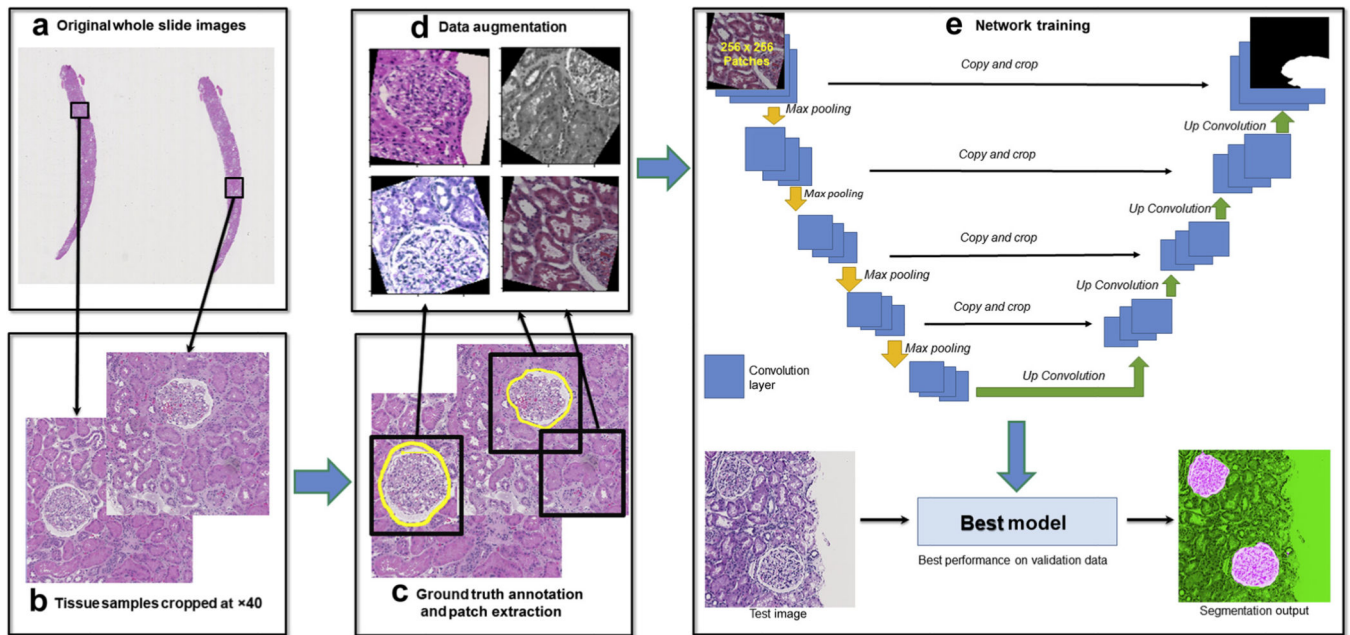 a Original whole slide images
b Tissue samples cropped at ×40
c Ground truth annotation
and patch extraction
d Data augmentation
e Network training
256 x 256
Patches
Copy and crop
Max pooling
Up Convolution
Copy and crop
Max pooling
Up Convolution
Copy and crop
Max pooling
Up Convolution
Copy and crop
Max pooling
Up Convolution
Convolution
layer
Best model
Best performance on validation data
Test image
Segmentation output